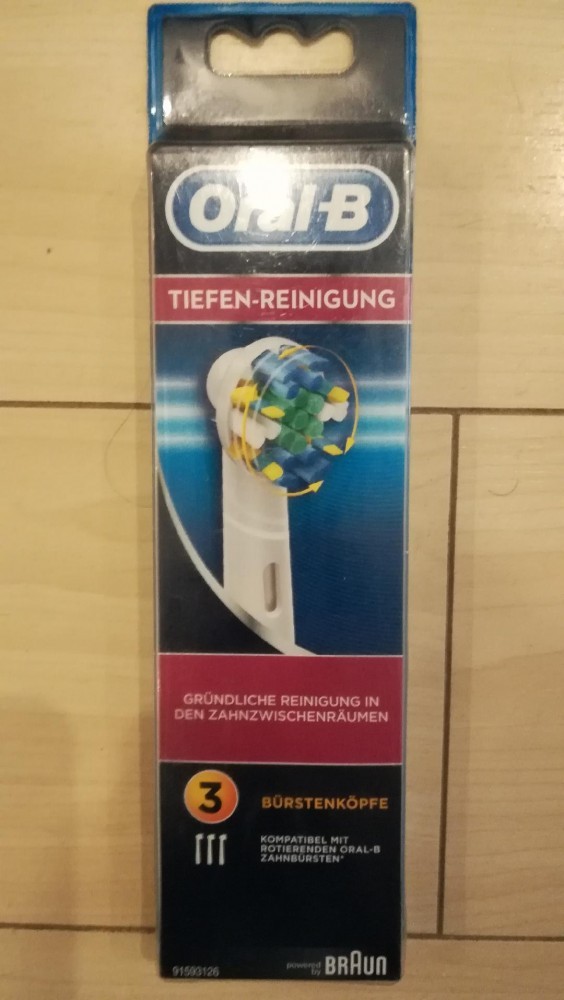 Oral-B
TIEFEN-REINIGUNG
GRÜNDLICHE REINIGUNG IN
DEN ZAHNZWISCHENRÄUMEN
3
BÜRSTENKÖPFE
KOMPATIBEL MIT
ROTIERENDEN ORAL-B
ZAHNBÜRSTEN*
91593126
powered
by BRAUN